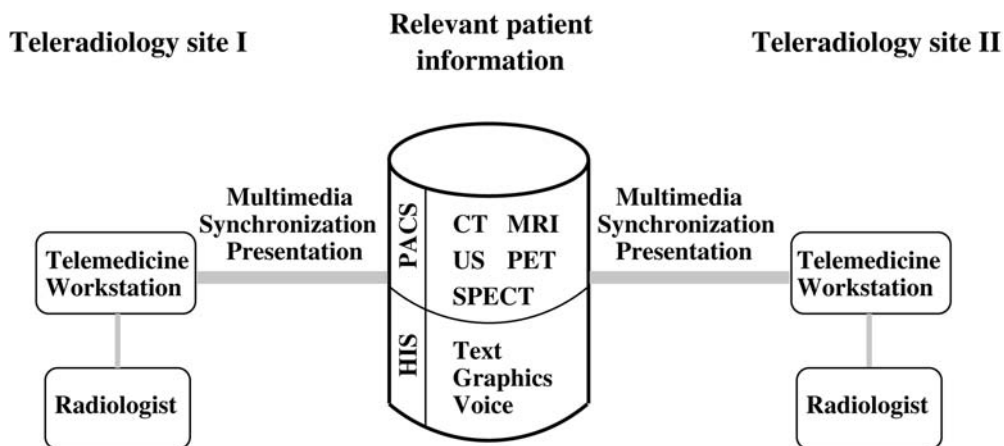 Teleradiology site I
Relevant patient
information
Teleradiology site II
Multimedia
Synchronization
Presentation
Telemedicine
Workstation
Radiologist
PACS
CT MRI
US PET
SPECT
HIS
Text
Graphics
Voice
Multimedia
Synchronization
Presentation
Telemedicine
Workstation
Radiologist